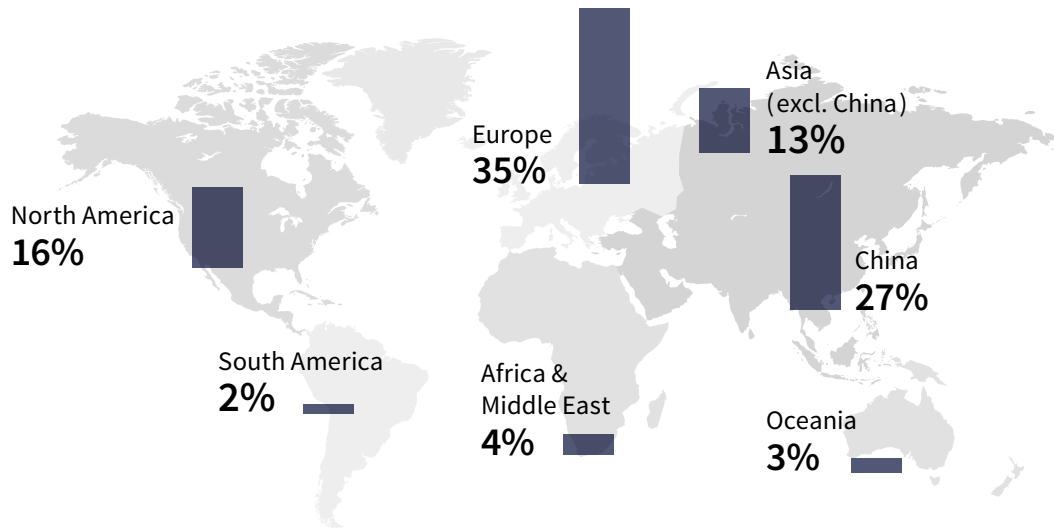 Asia
(excl. China)
13%
Europe
35%
North America
16%
China
27%
South America
2%
Africa &
Middle East
4%
Oceania
3%